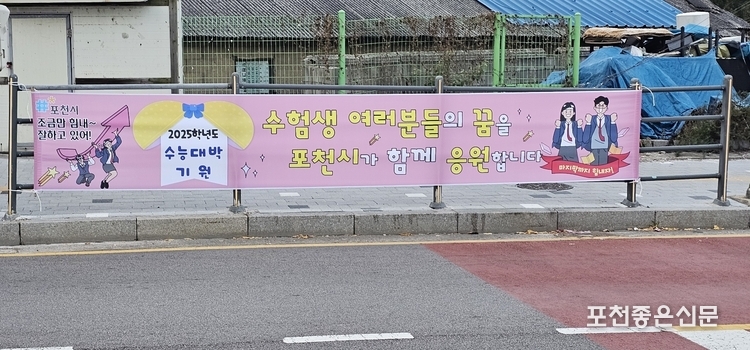 #포천시
조금만 힘내~
잘하고 있어!
2025학년도
수능대박
기원
수험생 여러분들의 꿈을
포천시가 함께 응원합니다
마지막까지 힘내자!
포천좋은신문